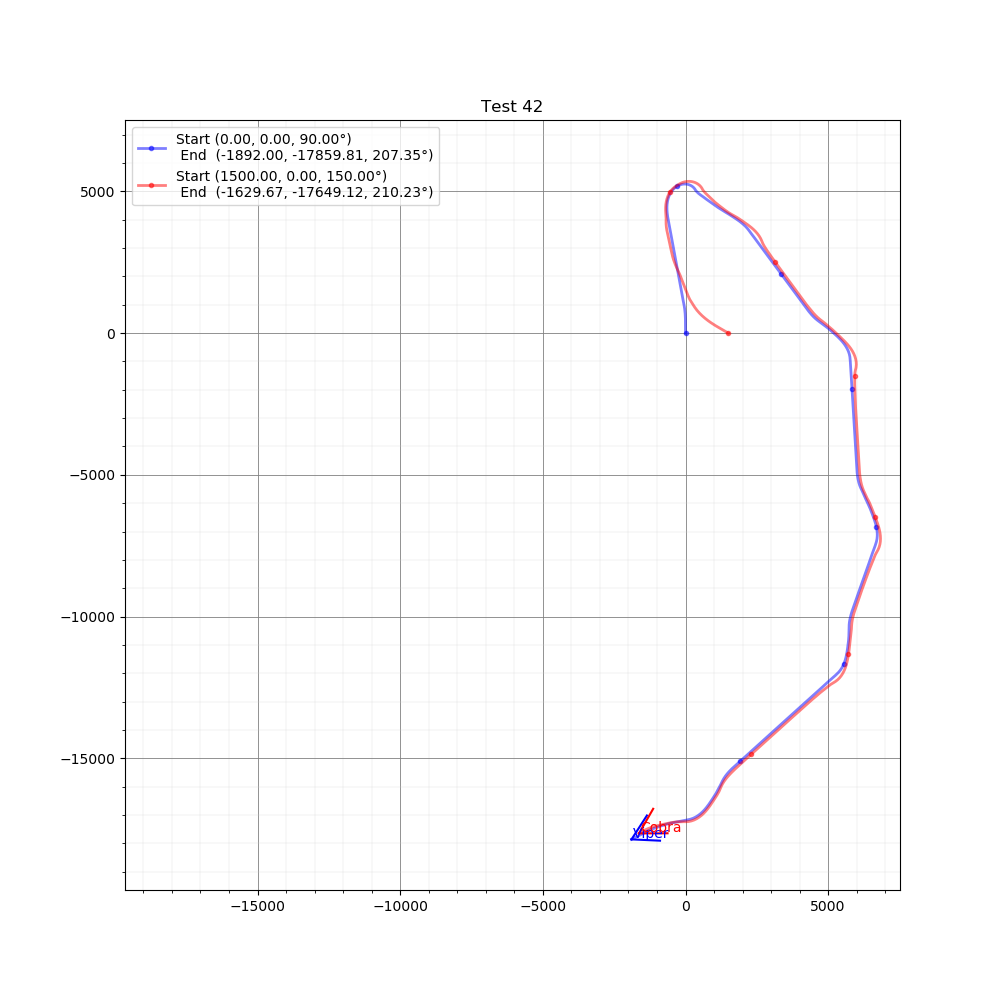 Test 42
Start (0.00, 0.00, 90.00°)
End (-1892.00, -17859.81, 207.35°)
Start (1500.00, 0.00, 150.00°)
End (-1629.67, -17649.12, 210.23°)
5000
0
−5000
−10000
−15000
Cobra
Viper
−15000 −10000 −5000 0 5000